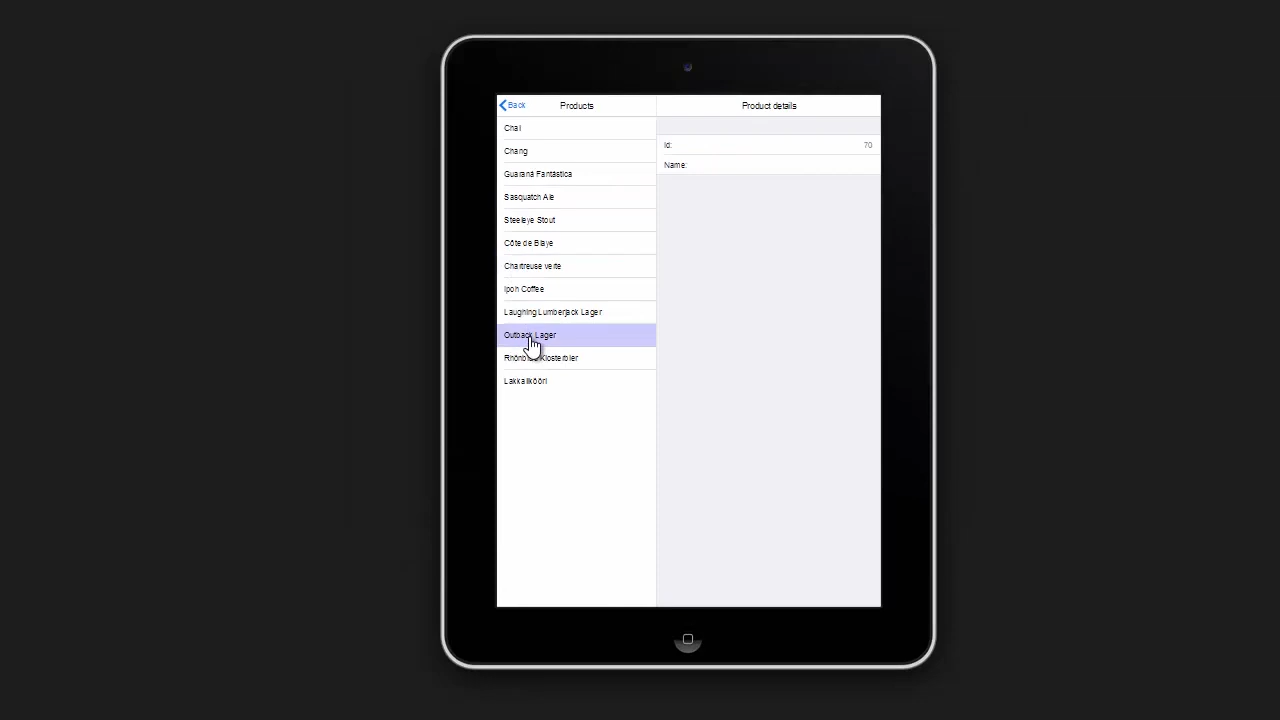 Back
Products
Product details
Chai
Chang
Guaraná Fantástica
Sasquatch Ale
Steeleye Stout
Côte de Blaye
Chartreuse verte
Ipoh Coffee
Laughing Lumberjack Lager
Outback Lager
Rhönbräu Klosterbier
Lakkalikööri
Id: 70
Name: